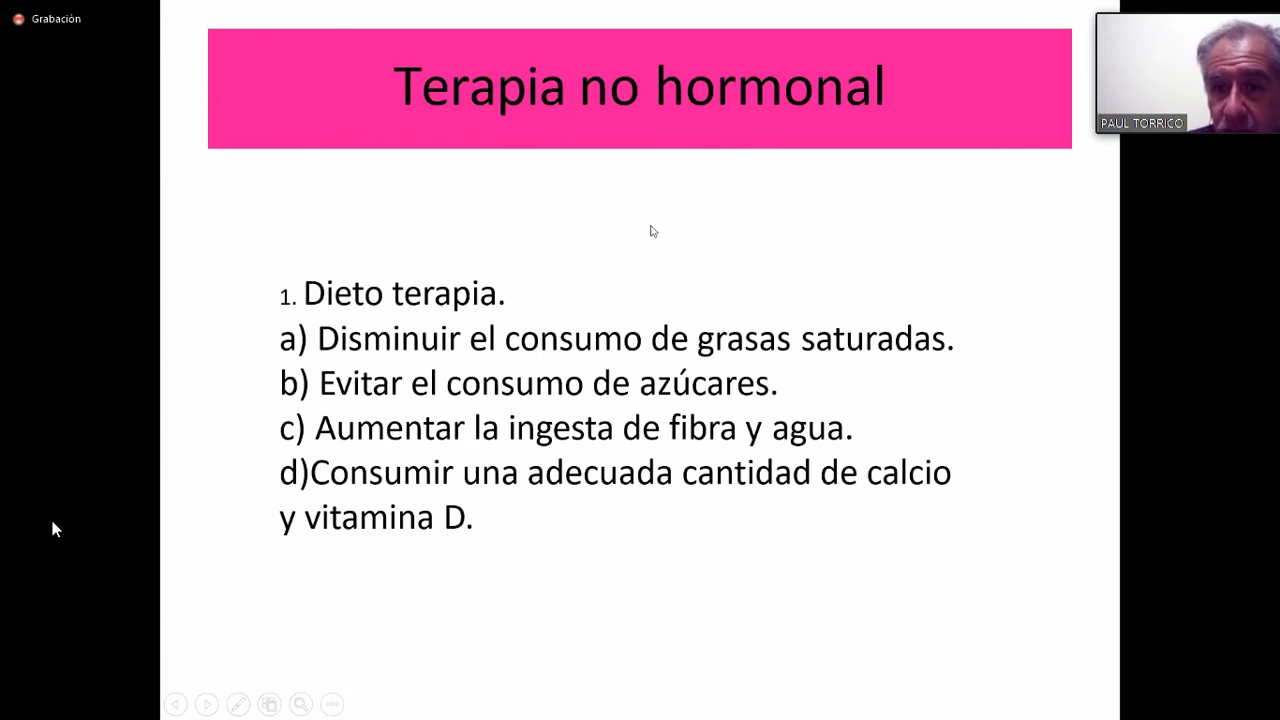 Grabación
Terapia no hormonal
PAUL TORRICO
1. Dieto terapia.
a) Disminuir el consumo de grasas saturadas.
b) Evitar el consumo de azúcares.
c) Aumentar la ingesta de fibra y agua.
d)Consumir una adecuada cantidad de calcio
y vitamina D.